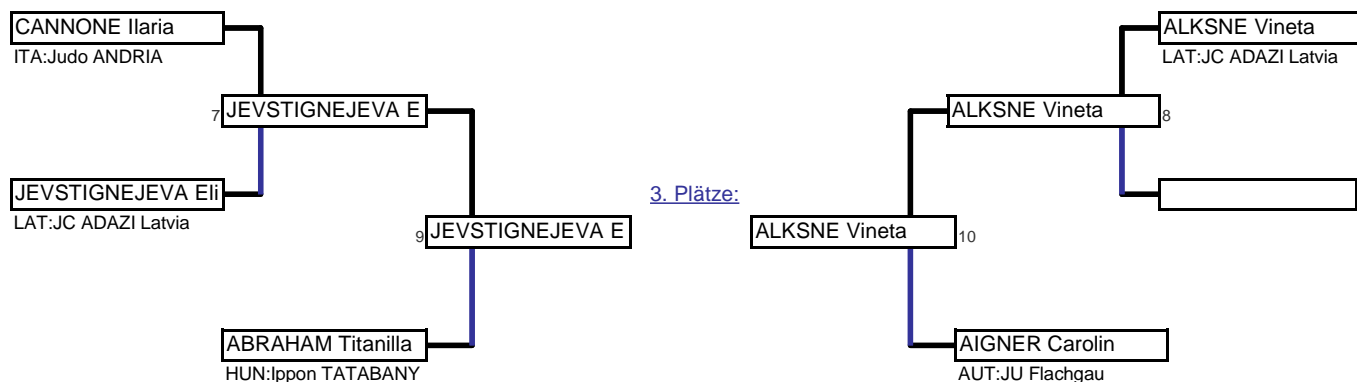 CANNONE Ilaria
ITA:Judo ANDRIA
7 JEVSTIGNEJEVA E
JEVSTIGNEJEVA Eli
LAT:JC ADAZI Latvia
9 JEVSTIGNEJEVA E
ABRAHAM Titanilla
HUN:Ippon TATABANY
3. Plätze:
ALKSNE Vineta
LAT:JC ADAZI Latvia
ALKSNE Vineta 8
ALKSNE Vineta 10
AIGNER Carolin
AUT:JU Flachgau